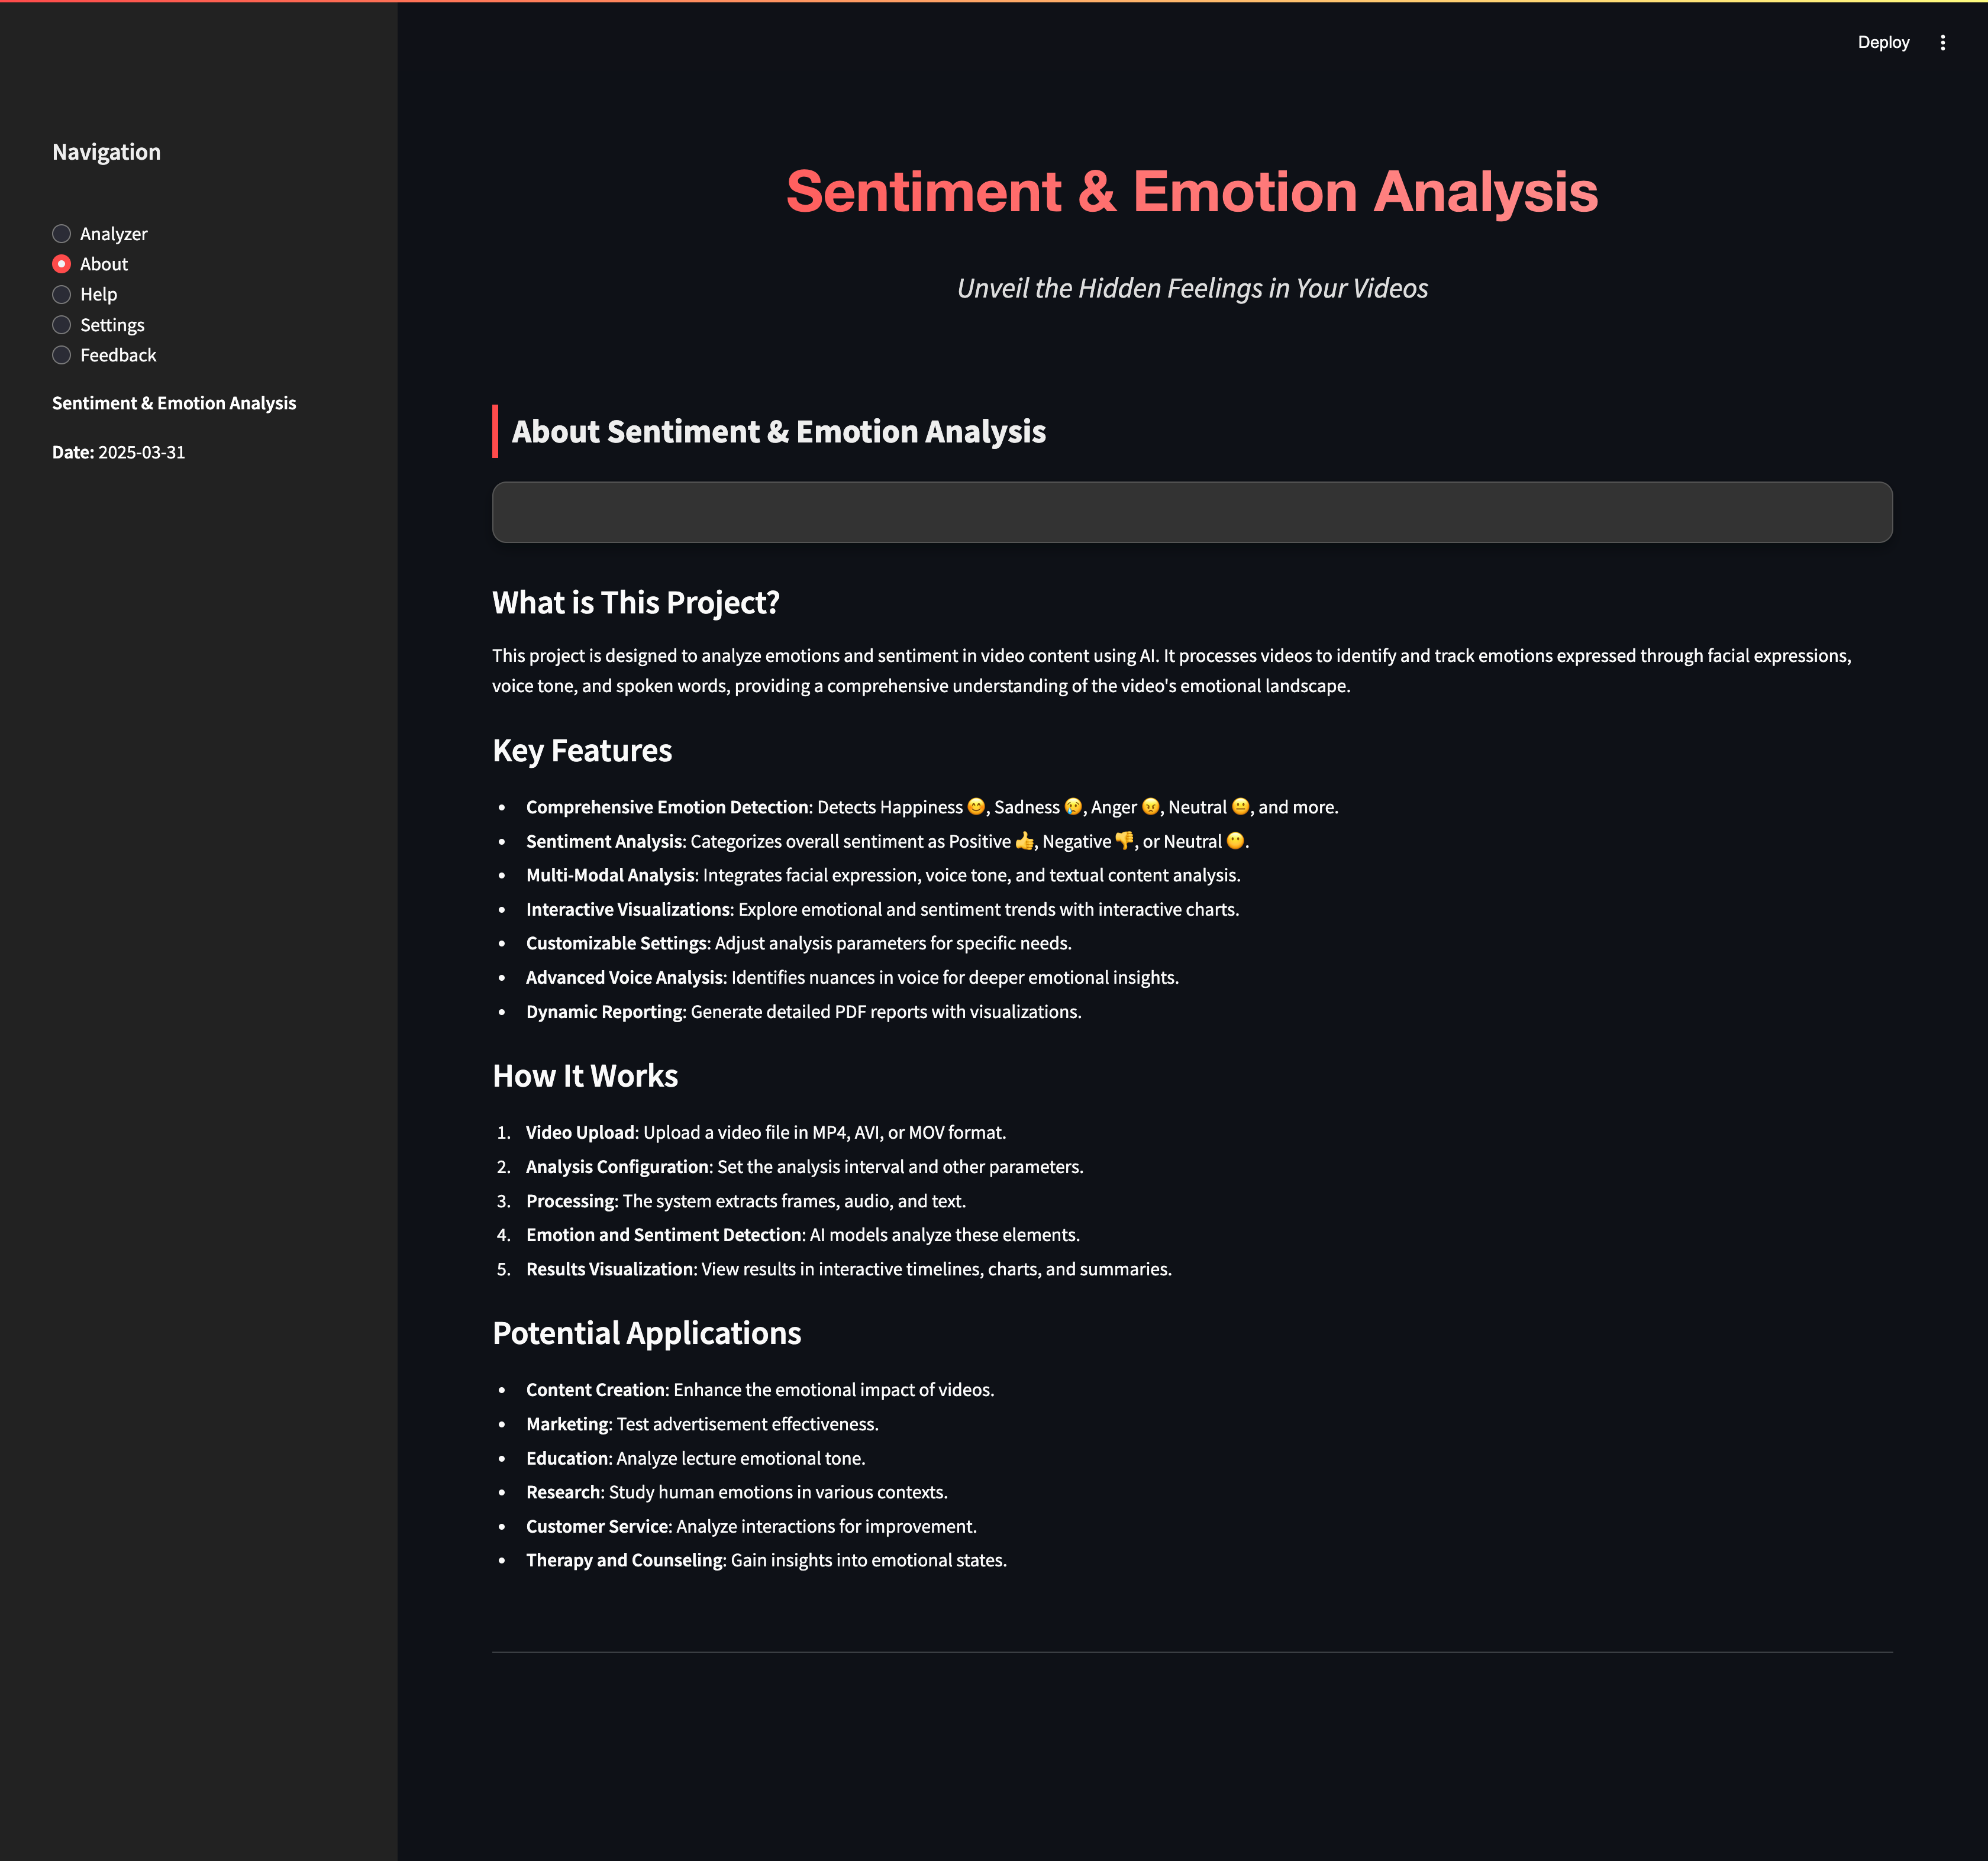 Deploy
Navigation
Analyzer
About
Help
Settings
Feedback
Sentiment & Emotion Analysis
Date: 2025-03-31
Sentiment & Emotion Analysis
Unveil the Hidden Feelings in Your Videos
About Sentiment & Emotion Analysis
What is This Project?
This project is designed to analyze emotions and sentiment in video content using AI. It processes videos to identify and track emotions expressed through facial expressions,
voice tone, and spoken words, providing a comprehensive understanding of the video's emotional landscape.
Key Features
• Comprehensive Emotion Detection: Detects Happiness 😊, Sadness 😢, Anger 😠, Neutral 😐, and more.
• Sentiment Analysis: Categorizes overall sentiment as Positive 👍, Negative 👎, or Neutral 😶.
• Multi-Modal Analysis: Integrates facial expression, voice tone, and textual content analysis.
• Interactive Visualizations: Explore emotional and sentiment trends with interactive charts.
• Customizable Settings: Adjust analysis parameters for specific needs.
• Advanced Voice Analysis: Identifies nuances in voice for deeper emotional insights.
• Dynamic Reporting: Generate detailed PDF reports with visualizations.
How It Works
1. Video Upload: Upload a video file in MP4, AVI, or MOV format.
2. Analysis Configuration: Set the analysis interval and other parameters.
3. Processing: The system extracts frames, audio, and text.
4. Emotion and Sentiment Detection: AI models analyze these elements.
5. Results Visualization: View results in interactive timelines, charts, and summaries.
Potential Applications
• Content Creation: Enhance the emotional impact of videos.
• Marketing: Test advertisement effectiveness.
• Education: Analyze lecture emotional tone.
• Research: Study human emotions in various contexts.
• Customer Service: Analyze interactions for improvement.
• Therapy and Counseling: Gain insights into emotional states.